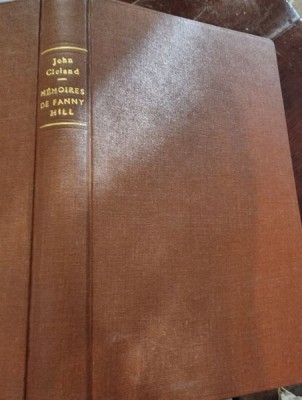 John
Cleland
MÉMOIRES
DE FANNY
HILL